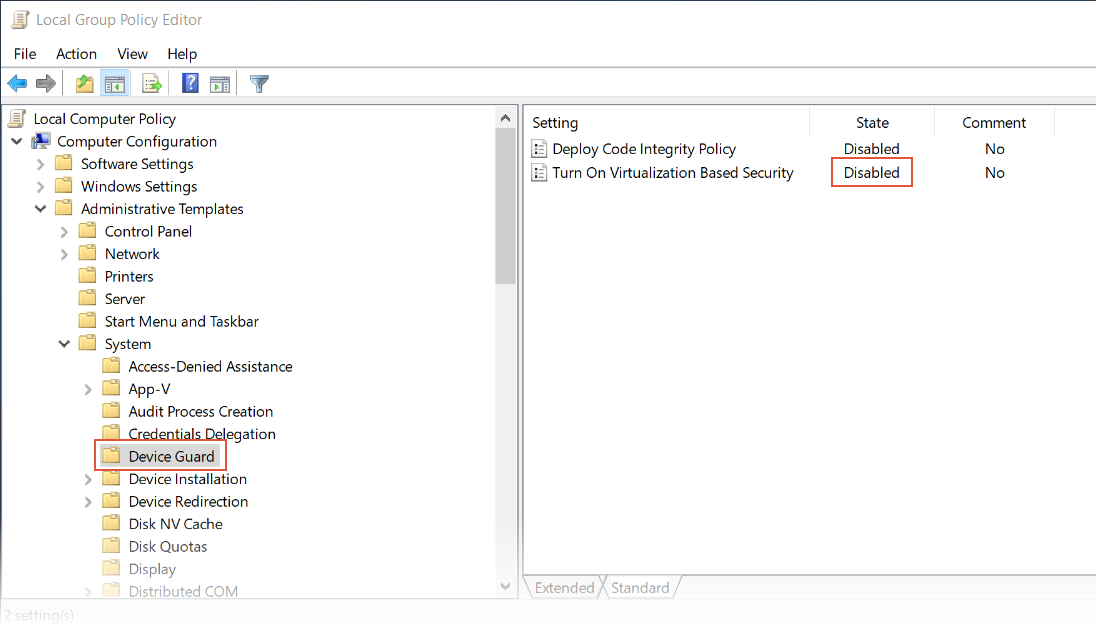 Local Group Policy Editor
File Action View Help
Local Computer Policy
Computer Configuration
Software Settings
Windows Settings
Administrative Templates
Control Panel
Network
Printers
Server
Start Menu and Taskbar
System
Access-Denied Assistance
App-V
Audit Process Creation
Credentials Delegation
Device Guard
Device Installation
Device Redirection
Disk NV Cache
Disk Quotas
Display
Distributed COM
Setting State Comment
Deploy Code Integrity Policy Disabled No
Turn On Virtualization Based Security Disabled No
Extended Standard
2 setting(s)